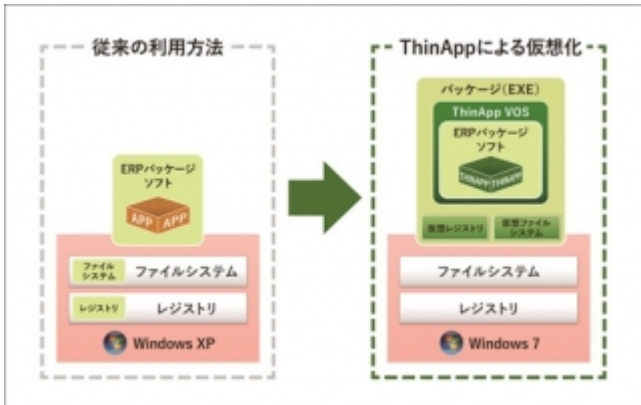 従来の利用方法
ERPパッケージ
ソフト
APP APP
ファイル
システム
ファイルシステム
レジストリ
レジストリ
Windows XP
ThinAppによる仮想化
パッケージ(EXE)
ThinApp VOS
ERPパッケージ
ソフト
THINAPP THINAPP
仮想レジストリ
仮想ファイル
システム
ファイルシステム
レジストリ
Windows 7